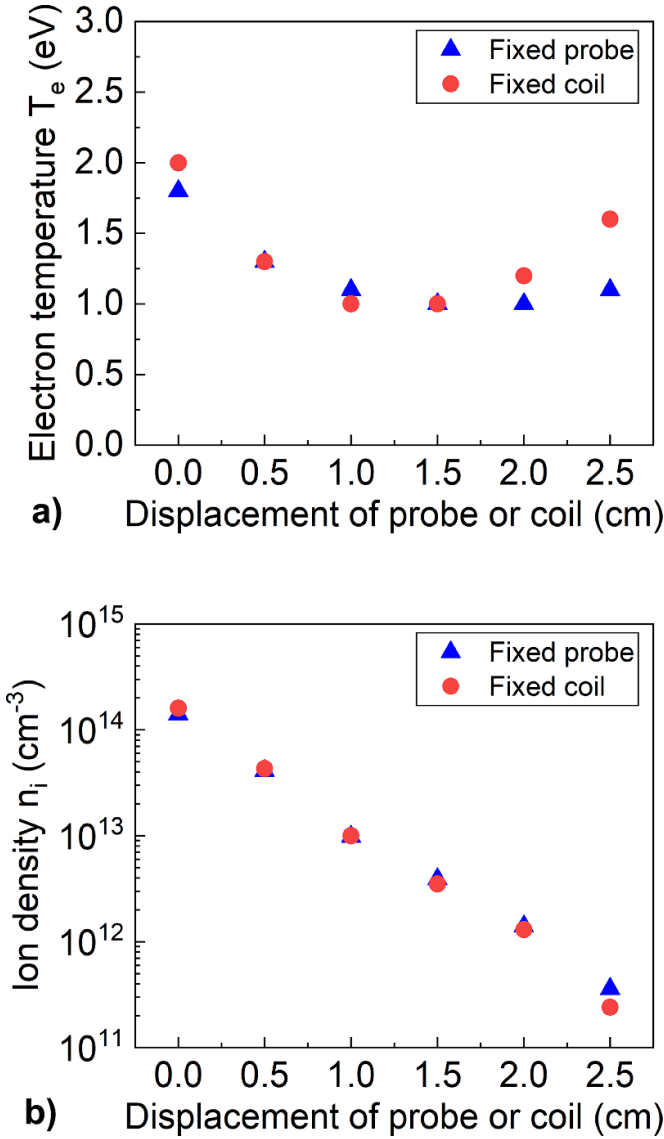 3.0
2.5
2.0
1.5
1.0
0.5
0.0
Electron temperature Te (eV)
Fixed probe
Fixed coil
0.0 0.5 1.0 1.5 2.0 2.5
a) Displacement of probe or coil (cm)
10^15
10^14
10^13
10^12
10^11
Ion density ni (cm^-3)
Fixed probe
Fixed coil
0.0 0.5 1.0 1.5 2.0 2.5
b) Displacement of probe or coil (cm)